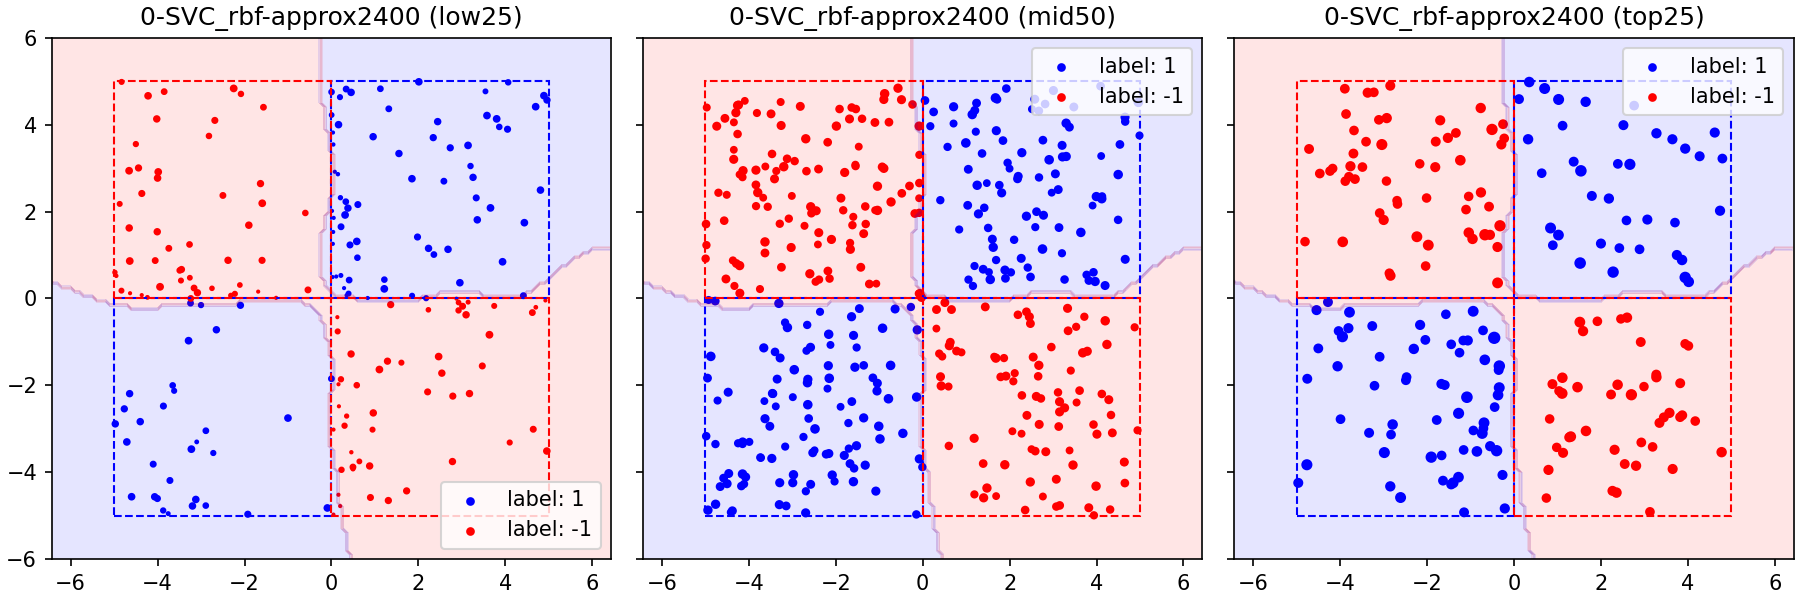 0-SVC_rbf-approx2400 (low25)
0-SVC_rbf-approx2400 (mid50)
0-SVC_rbf-approx2400 (top25)
6
4
2
0
−2
−4
−6
label: 1
label: -1
label: 1
label: -1
label: 1
label: -1
−6 −4 −2 0 2 4 6
−6 −4 −2 0 2 4 6
−6 −4 −2 0 2 4 6